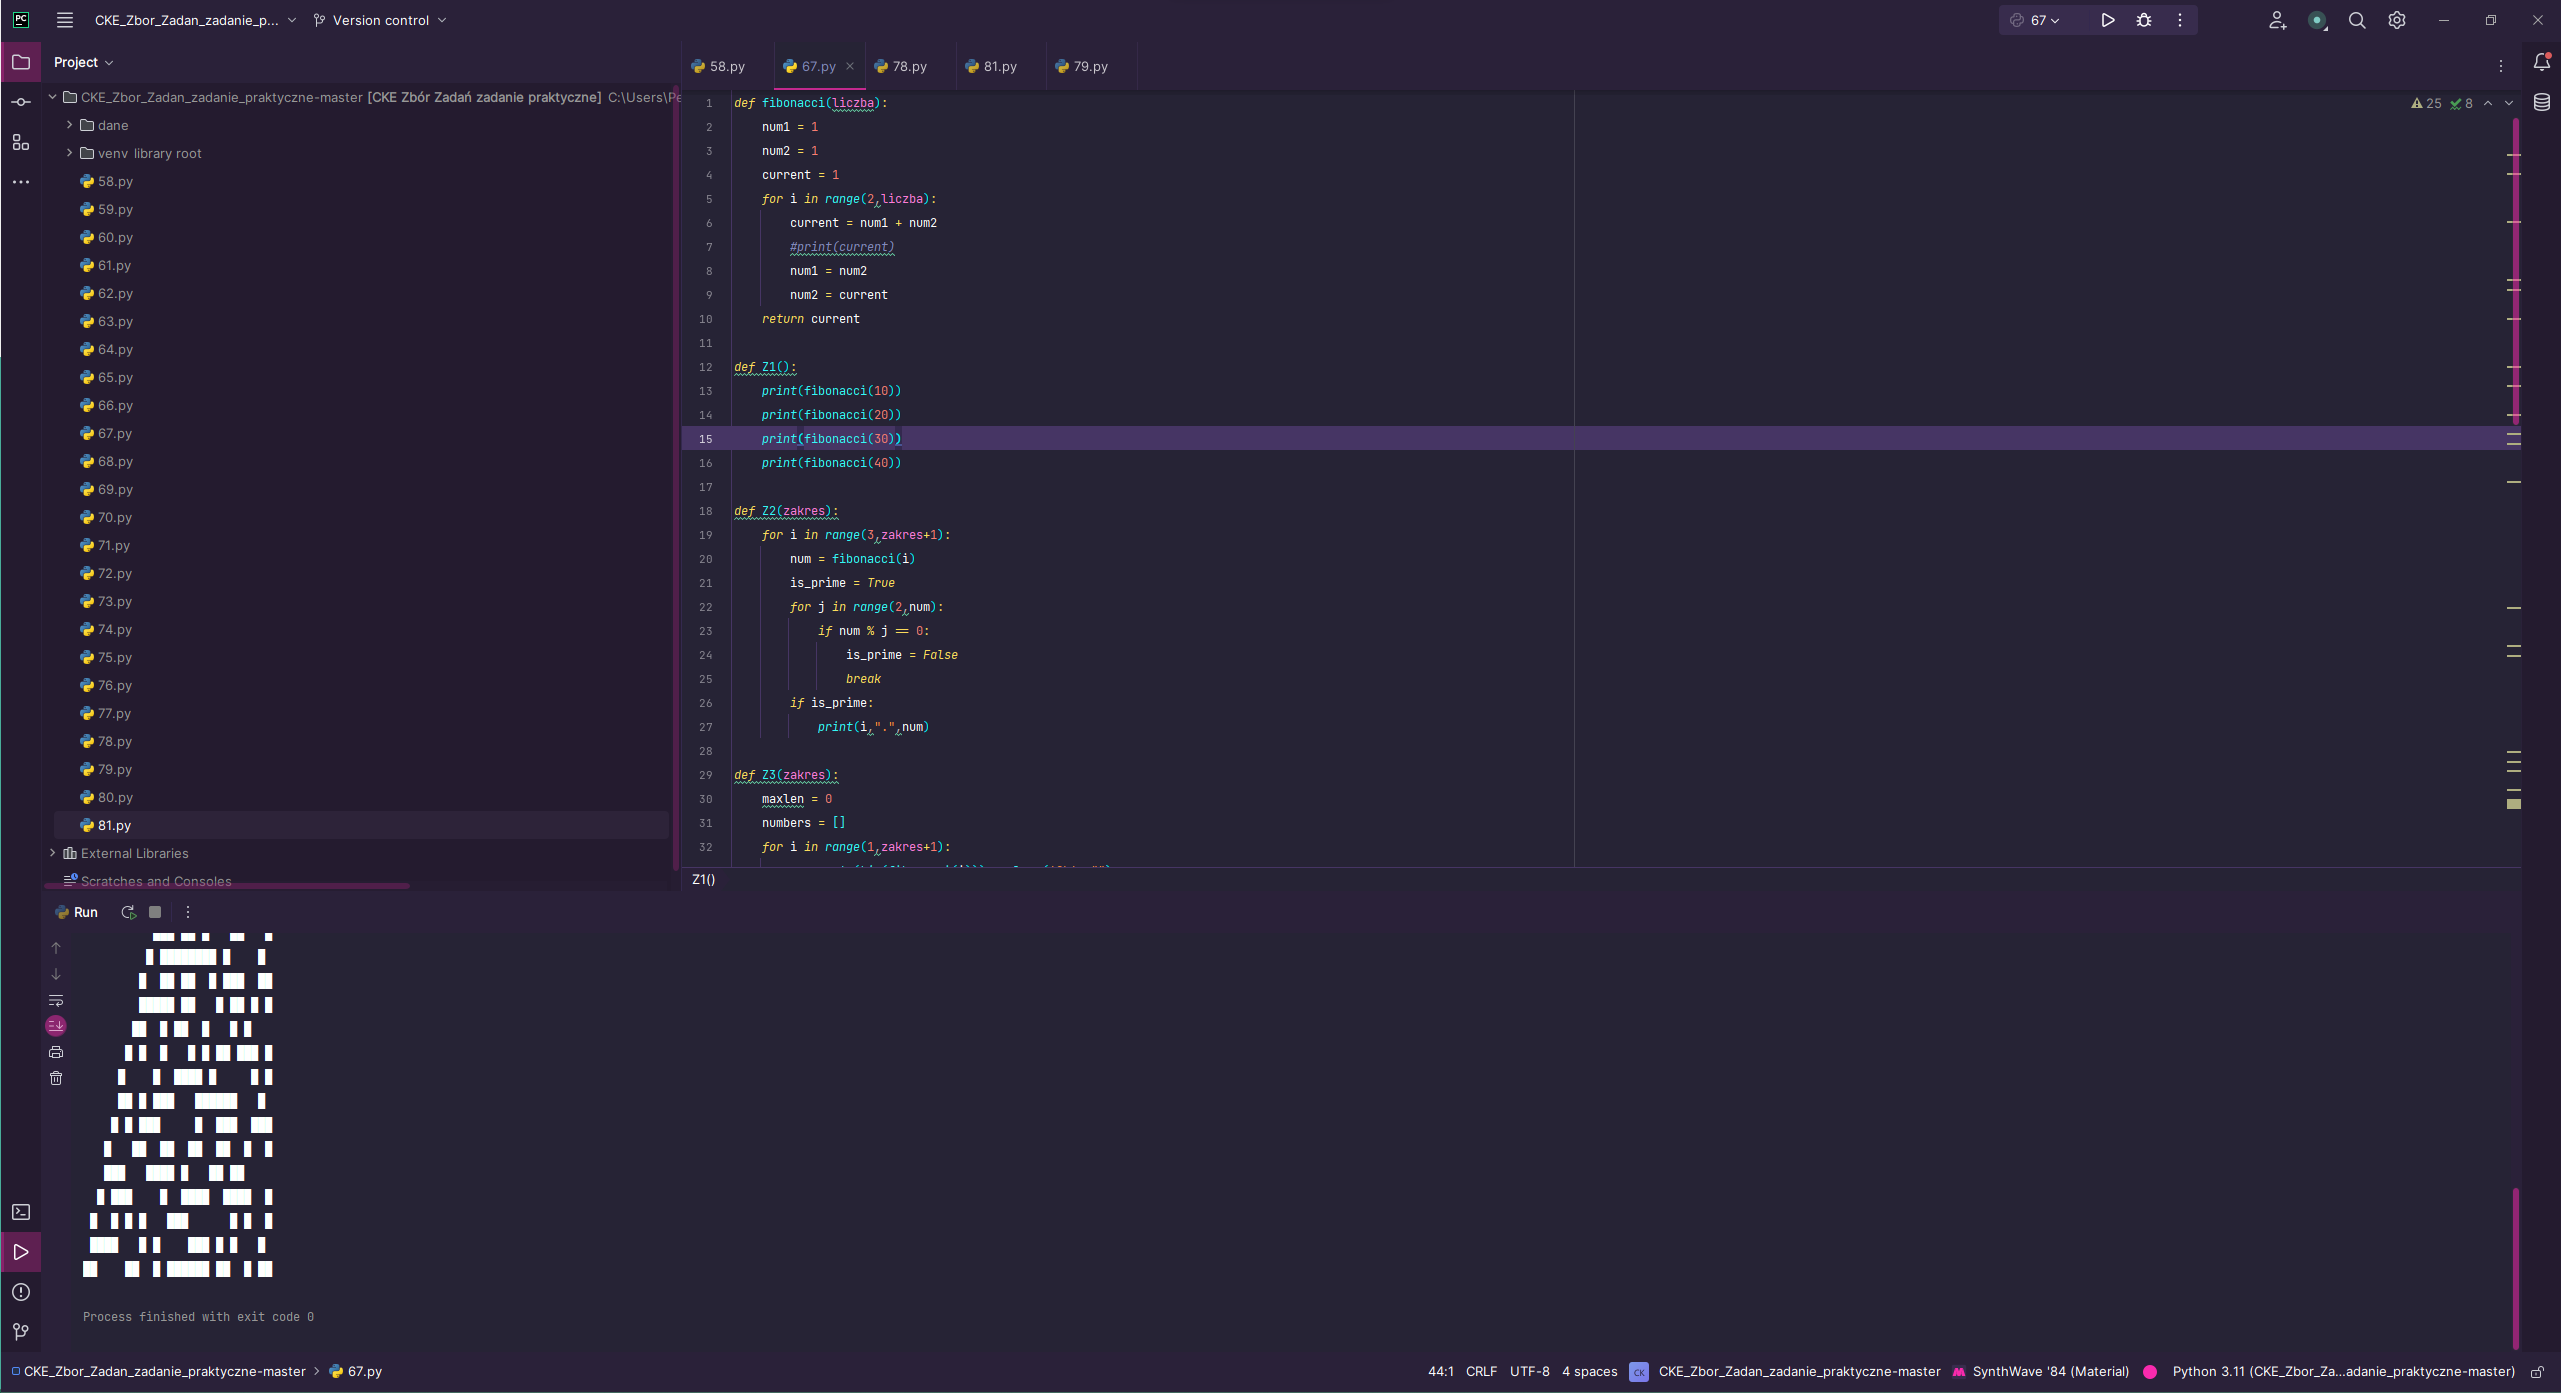 PC
CKE_Zbor_Zadan_zadanie_p...
Version control
67
Project
58.py
67.py
78.py
81.py
79.py
CKE_Zbor_Zadan_zadanie_praktyczne-master [CKE Zbór Zadań zadanie praktyczne] C:\Users\Pe
dane
venv library root
58.py
59.py
60.py
61.py
62.py
63.py
64.py
65.py
66.py
67.py
68.py
69.py
70.py
71.py
72.py
73.py
74.py
75.py
76.py
77.py
78.py
79.py
80.py
81.py
External Libraries
Scratches and Consoles
25 8
1 def fibonacci(liczba):
2 num1 = 1
3 num2 = 1
4 current = 1
5 for i in range(2,liczba):
6 current = num1 + num2
7 #print(current)
8 num1 = num2
9 num2 = current
10 return current
11
12 def Z1():
13 print(fibonacci(10))
14 print(fibonacci(20))
15 print(fibonacci(30))
16 print(fibonacci(40))
17
18 def Z2(zakres):
19 for i in range(3,zakres+1):
20 num = fibonacci(i)
21 is_prime = True
22 for j in range(2,num):
23 if num % j == 0:
24 is_prime = False
25 break
26 if is_prime:
27 print(i,".",num)
28
29 def Z3(zakres):
30 maxlen = 0
31 numbers = []
32 for i in range(1,zakres+1):
Z1()
Run
Process finished with exit code 0
CKE_Zbor_Zadan_zadanie_praktyczne-master > 67.py
44:1 CRLF UTF-8 4 spaces CK CKE_Zbor_Zadan_zadanie_praktyczne-master SynthWave '84 (Material) Python 3.11 (CKE_Zbor_Za...adanie_praktyczne-master)